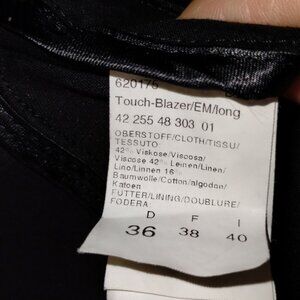 620175
Touch-Blazer/EM/long
42 255 48 303 01
OBERSTOFF/CLOTH/TISSU/
TESSUTO:
42% Viskose/Viscosa/
Viscose 42% Leinen/Linen/
Lino/Linnen 16%
Baumwolle/Cotton/algodon/
Katoen
FUTTER/LINING/DOUBLURE/
FODERA:
D F I
36 38 40